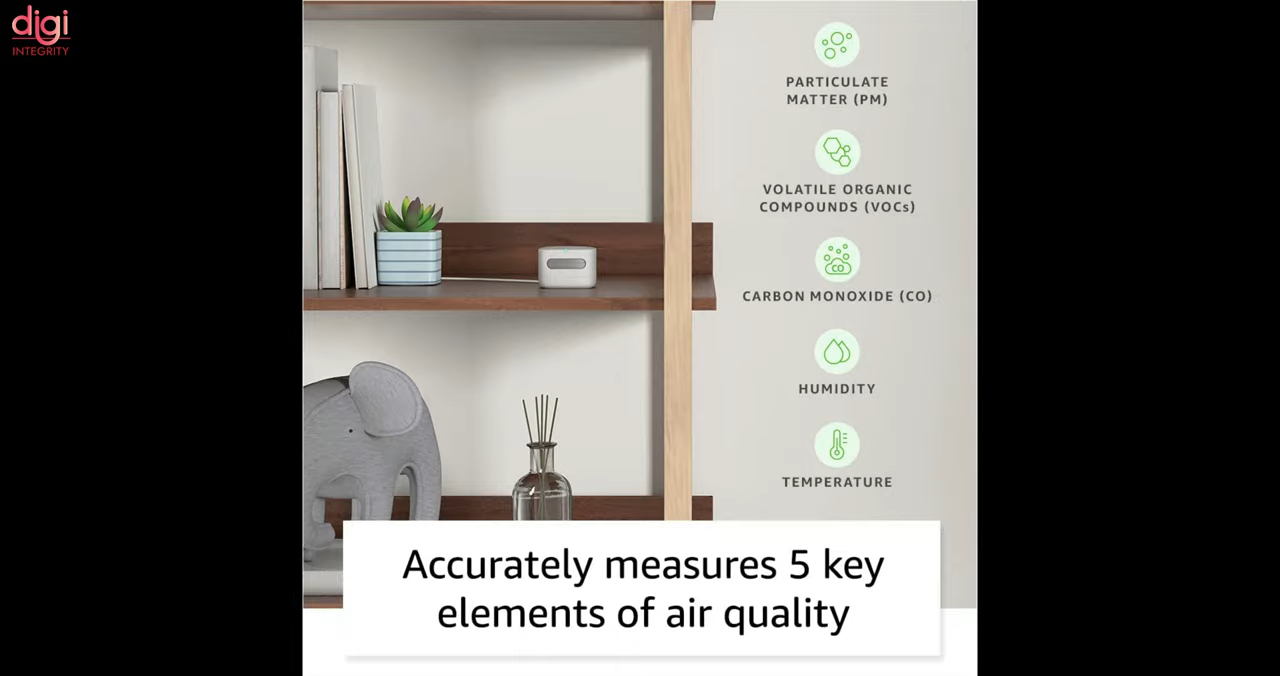 digi
INTEGRITY
PARTICULATE
MATTER (PM)
VOLATILE ORGANIC
COMPOUNDS (VOCs)
CO
CARBON MONOXIDE (CO)
HUMIDITY
TEMPERATURE
Accurately measures 5 key
elements of air quality